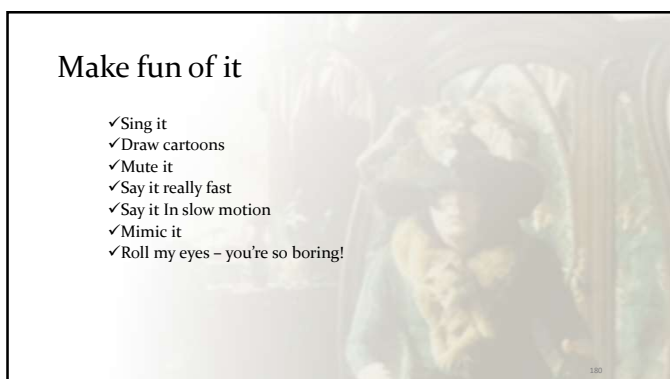 Make fun of it
✓Sing it
✓Draw cartoons
✓Mute it
✓Say it really fast
✓Say it In slow motion
✓Mimic it
✓Roll my eyes – you're so boring!
180